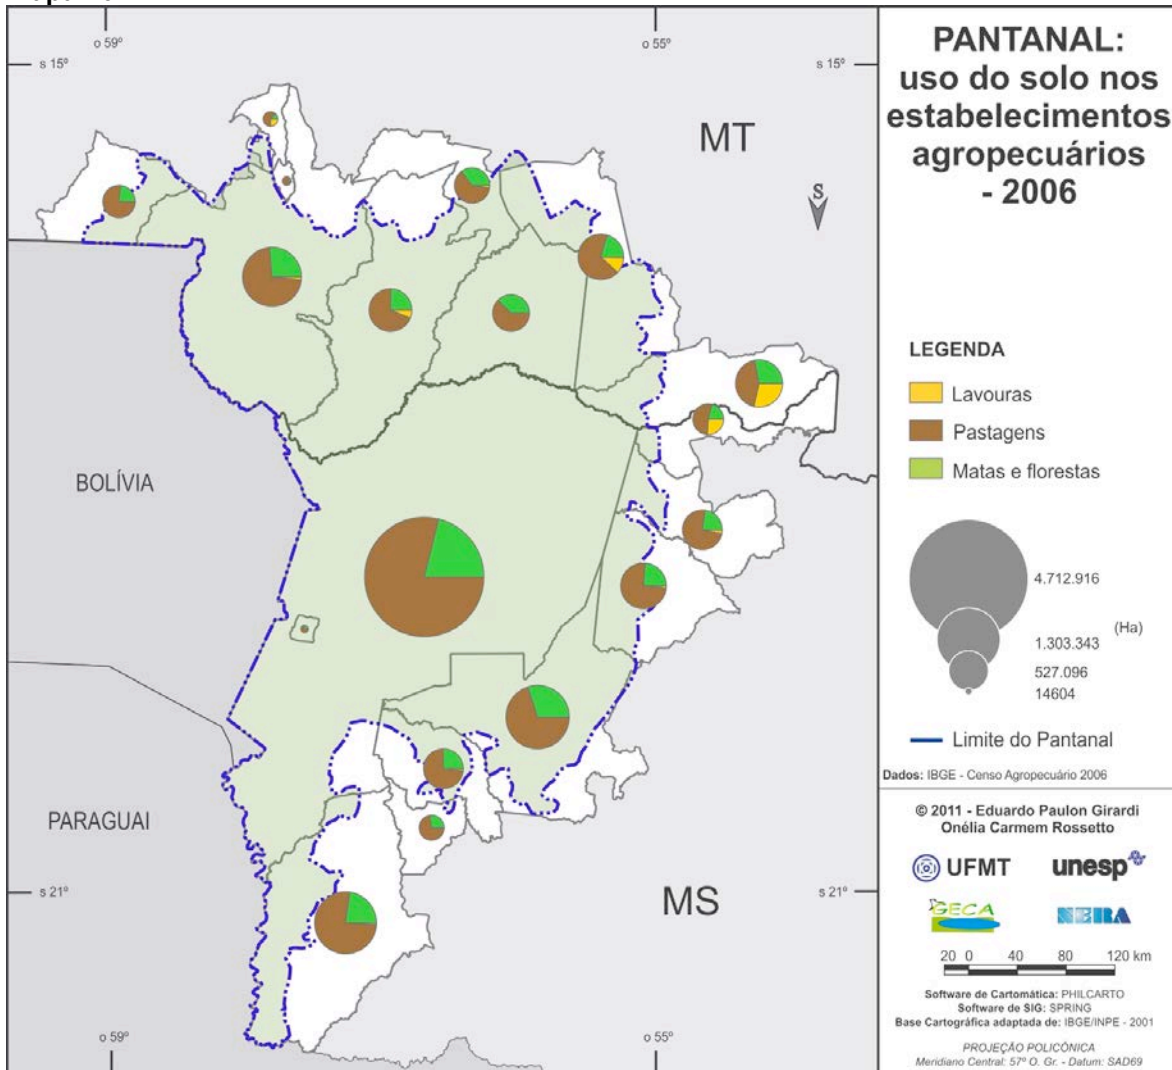 o 59º
o 55º
s 15º
s 15º
MT
S
BOLÍVIA
PARAGUAI
MS
s 21º
s 21º
o 59º
o 55º
PANTANAL:
uso do solo nos
estabelecimentos
agropecuários
- 2006
LEGENDA
Lavouras
Pastagens
Matas e florestas
4.712.916
1.303.343
(Ha)
527.096
14604
Limite do Pantanal
Dados: IBGE - Censo Agropecuário 2006
© 2011 - Eduardo Paulon Girardi
Onélia Carmem Rossetto
UFMT
unesp
GECA
NERA
20 0 40 80 120 km
Software de Cartomática: PHILCARTO
Software de SIG: SPRING
Base Cartográfica adaptada de: IBGE/INPE - 2001
PROJEÇÃO POLICÔNICA
Meridiano Central: 57º O. Gr. - Datum: SAD69